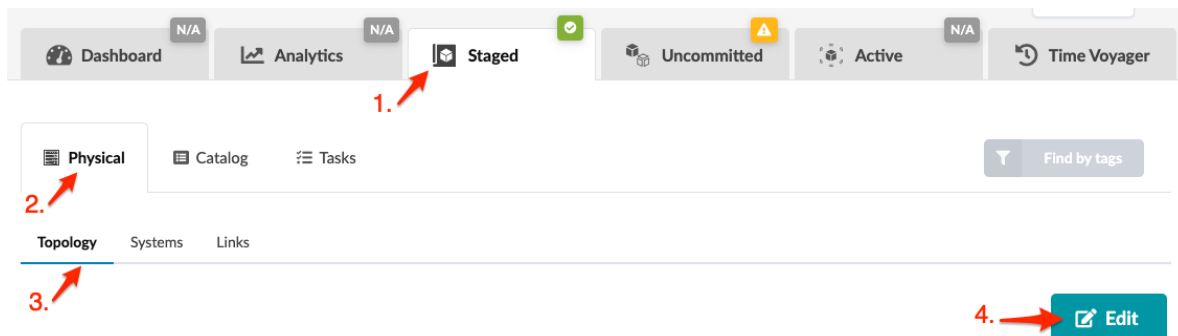 N/A N/A N/A
Dashboard Analytics Staged Uncommitted Active Time Voyager
1.
Physical Catalog Tasks Find by tags
2.
Topology Systems Links
3.
4. Edit